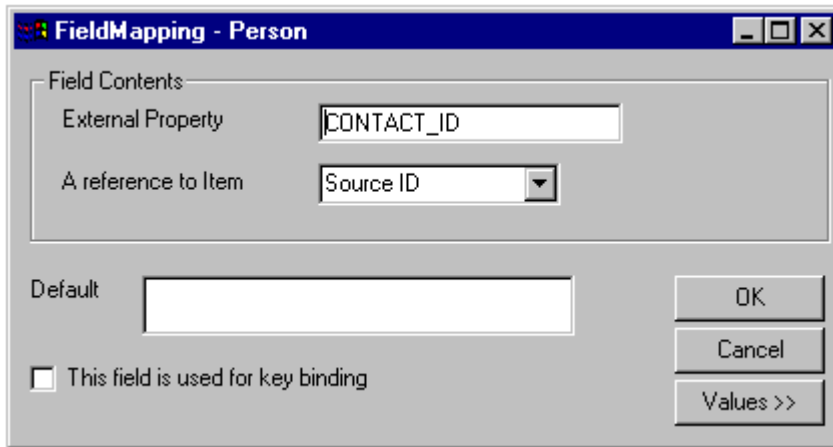 FieldMapping - Person
Field Contents
External Property CONTACT_ID
A reference to Item Source ID
Default
OK
Cancel
This field is used for key binding
Values >>